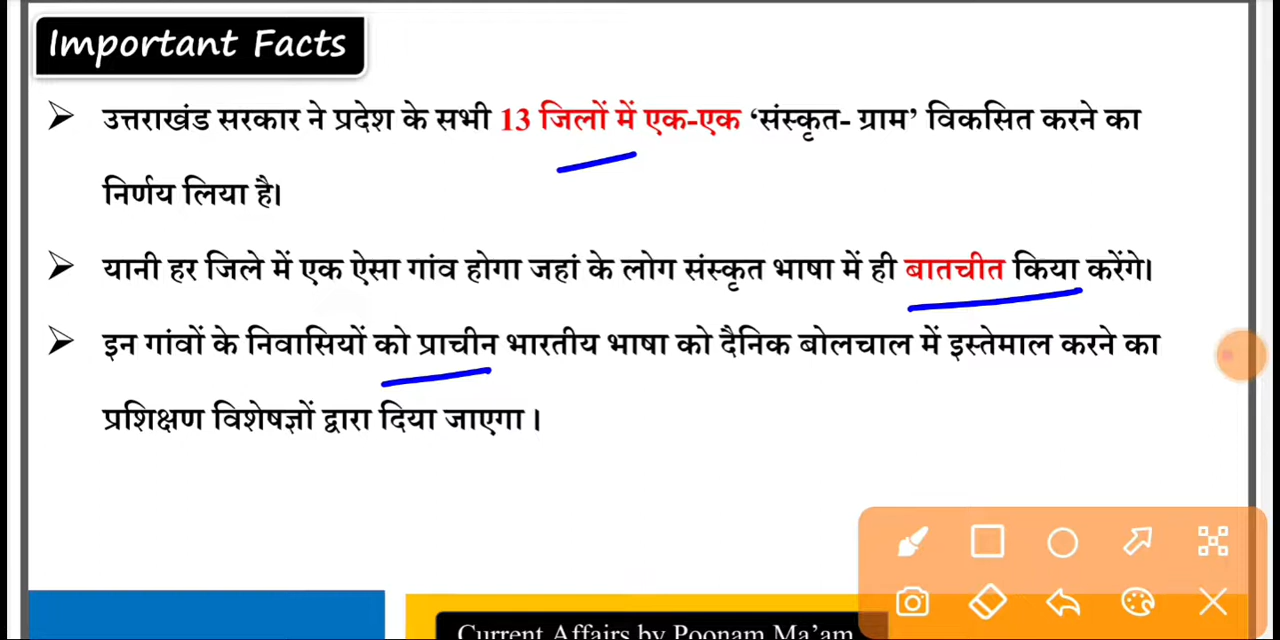 Important Facts
➢ उत्तराखंड सरकार ने प्रदेश के सभी 13 जिलों में एक-एक ‘संस्कृत- ग्राम’ विकसित करने का
निर्णय लिया है।
➢ यानी हर जिले में एक ऐसा गांव होगा जहां के लोग संस्कृत भाषा में ही बातचीत किया करेंगे।
➢ इन गांवों के निवासियों को प्राचीन भारतीय भाषा को दैनिक बोलचाल में इस्तेमाल करने का
प्रशिक्षण विशेषज्ञों द्वारा दिया जाएगा ।
Current Affairs by Poonam Ma’am